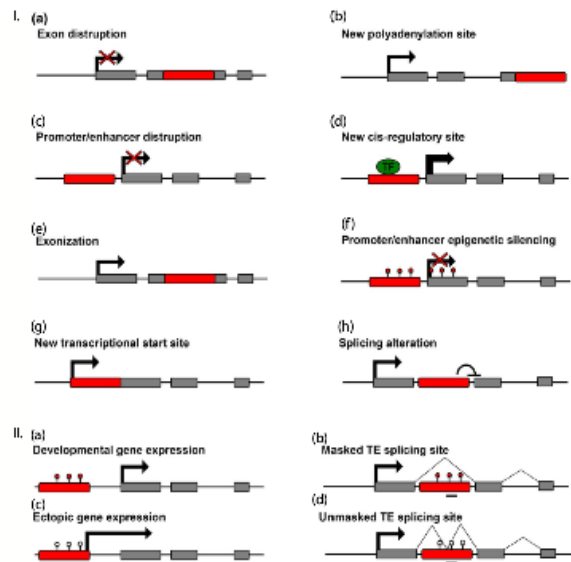 I. (a)
Exon distruption
(b)
New polyadenylation site
(c)
Promoter/enhancer distruption
(d)
New cis-regulatory site
TF
(e)
Exonization
(f)
Promoter/enhancer epigenetic silencing
(g)
New transcriptional start site
(h)
Splicing alteration
II. (a)
Developmental gene expression
(b)
Masked TE splicing site
(c)
Ectopic gene expression
(d)
Unmasked TE splicing site